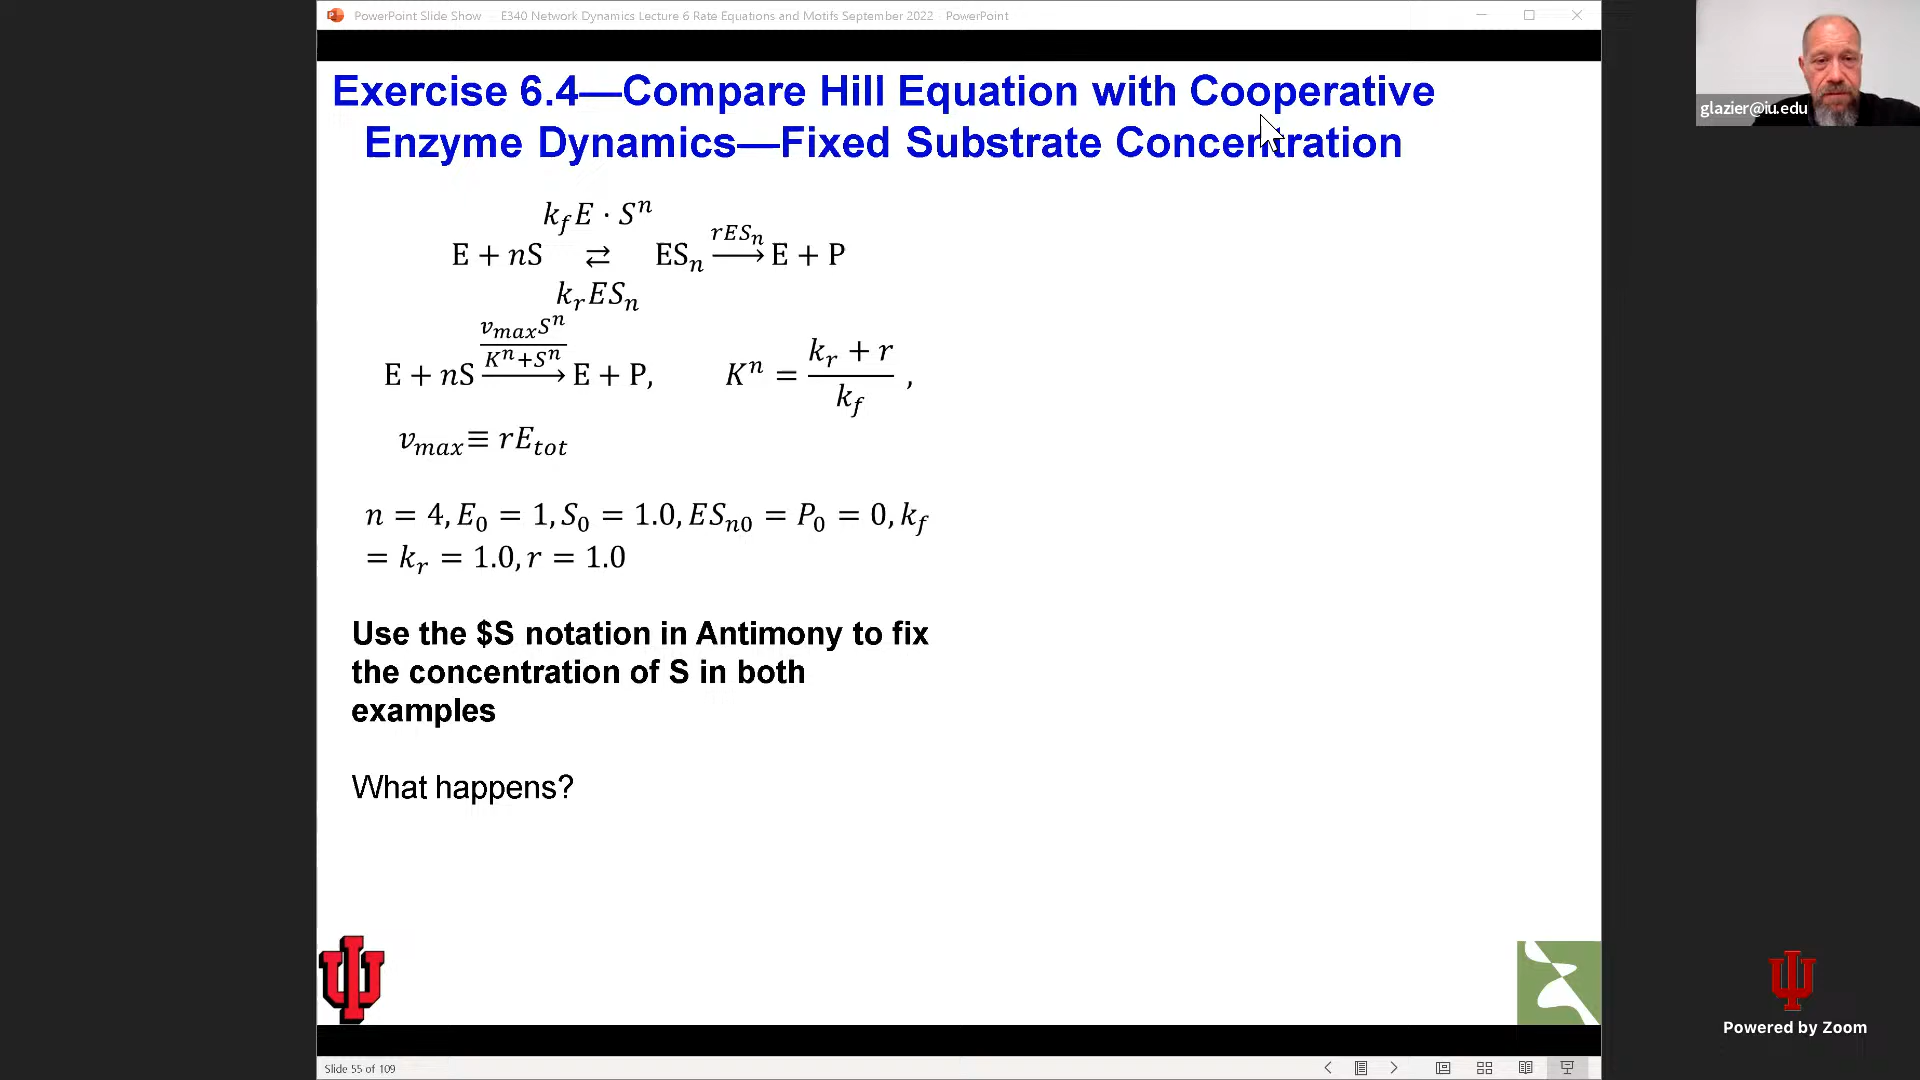 PowerPoint Slide Show - E340 Network Dynamics Lecture 6 Rate Equations and Motifs September 2022 - PowerPoint
glazier@iu.edu
Exercise 6.4—Compare Hill Equation with Cooperative
Enzyme Dynamics—Fixed Substrate Concentration
k_f E · S^n
E + nS ⇄ ES_n —rES_n→ E + P
k_r ES_n
E + nS —(v_max S^n)/(K^n+S^n)→ E + P, K^n = (k_r + r)/k_f ,
v_max ≡ rE_tot
n = 4, E_0 = 1, S_0 = 1.0, ES_n0 = P_0 = 0, k_f
= k_r = 1.0, r = 1.0
Use the $S notation in Antimony to fix
the concentration of S in both
examples
What happens?
Powered by Zoom
Slide 55 of 109